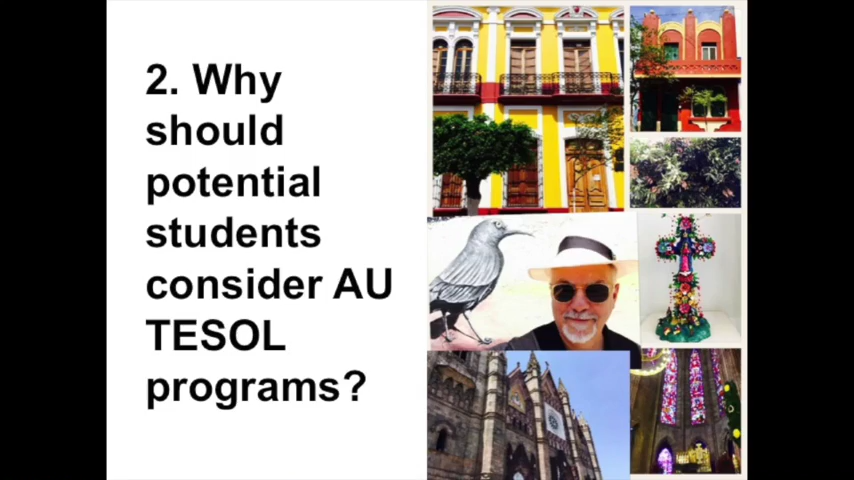 2. Why
should
potential
students
consider AU
TESOL
programs?